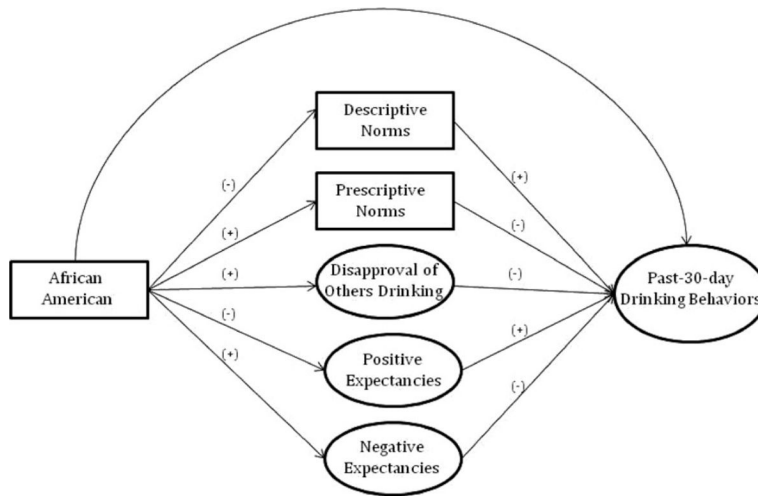 Descriptive
Norms
(-)
(+)
Prescriptive
Norms
(+)
(-)
African
American
(+)
Disapproval of
Others Drinking
(-)
Past-30-day
Drinking Behaviors
(-)
Positive
Expectancies
(+)
(+)
Negative
Expectancies
(-)